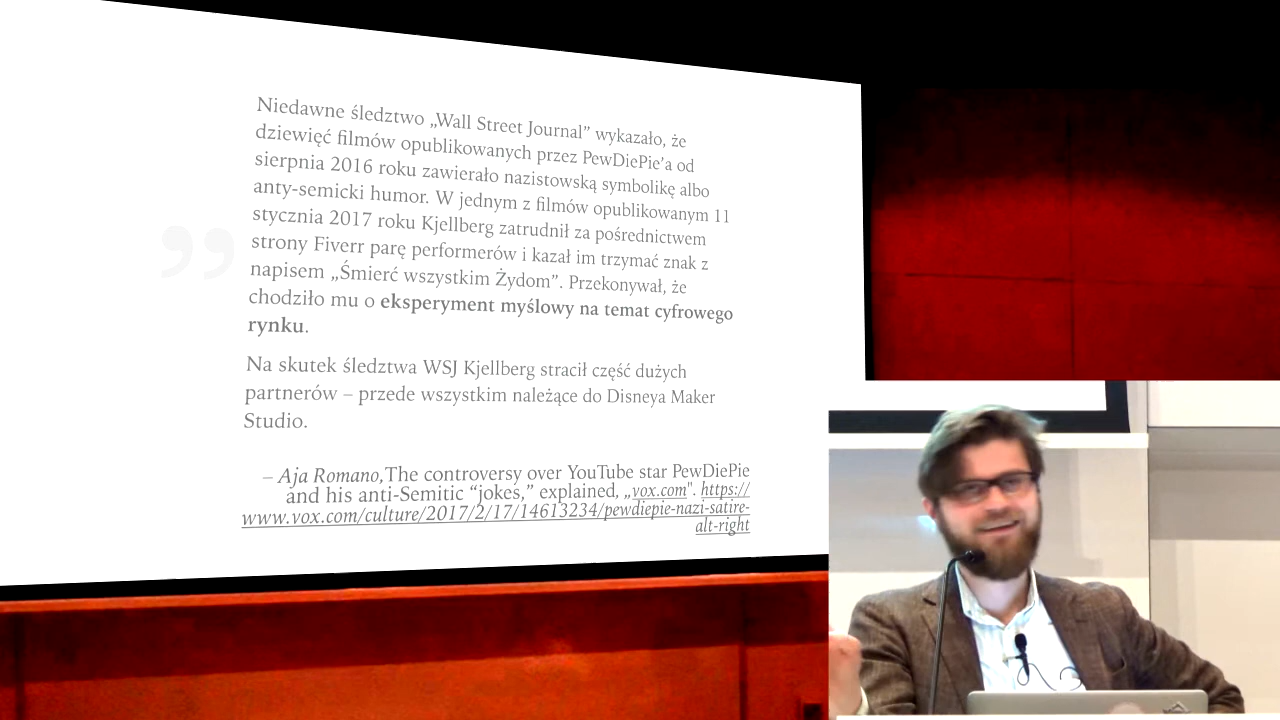 Niedawne śledztwo „Wall Street Journal” wykazało, że
dziewięć filmów opublikowanych przez PewDiePie’a od
sierpnia 2016 roku zawierało nazistowską symbolikę albo
anty-semicki humor. W jednym z filmów opublikowanym 11
stycznia 2017 roku Kjellberg zatrudnił za pośrednictwem
strony Fiverr parę performerów i kazał im trzymać znak z
napisem „Śmierć wszystkim Żydom”. Przekonywał, że
chodziło mu o eksperyment myślowy na temat cyfrowego
rynku.
Na skutek śledztwa WSJ Kjellberg stracił część dużych
partnerów – przede wszystkim należące do Disneya Maker
Studio.
– Aja Romano,The controversy over YouTube star PewDiePie
and his anti-Semitic “jokes,” explained, „vox.com". https://
www.vox.com/culture/2017/2/17/14613234/pewdiepie-nazi-satire-
alt-right